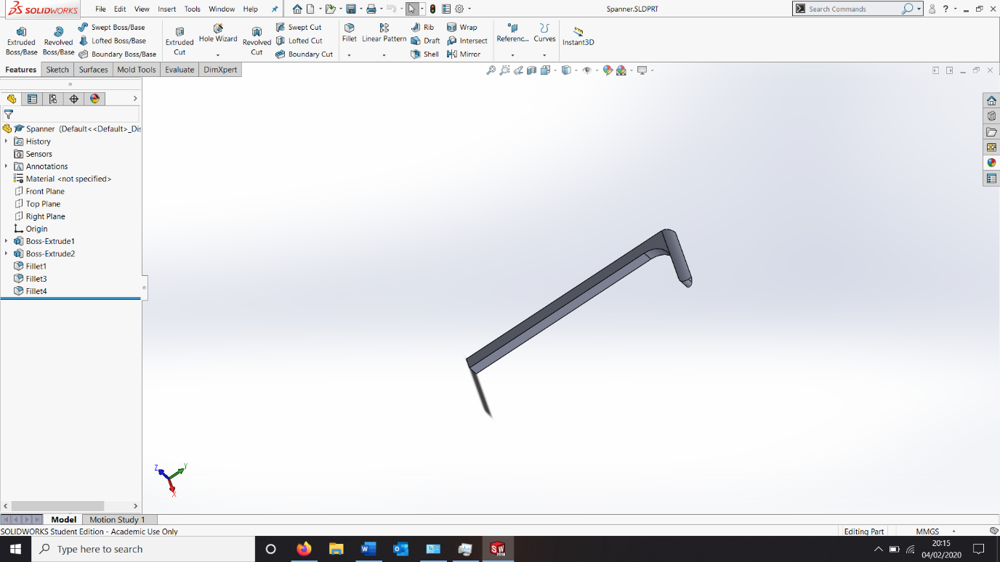 SOLIDWORKS
File Edit View Insert Tools Window Help
Spanner.SLDPRT
Search Commands
Extruded Boss/Base
Revolved Boss/Base
Swept Boss/Base
Lofted Boss/Base
Boundary Boss/Base
Extruded Cut
Hole Wizard
Revolved Cut
Swept Cut
Lofted Cut
Boundary Cut
Fillet
Linear Pattern
Rib
Draft
Shell
Wrap
Intersect
Mirror
Referenc...
Curves
Instant3D
Features Sketch Surfaces Mold Tools Evaluate DimXpert
Spanner (Default<<Default>_Dis
History
Sensors
Annotations
Material <not specified>
Front Plane
Top Plane
Right Plane
Origin
Boss-Extrude1
Boss-Extrude2
Fillet1
Fillet3
Fillet4
Z Y
X
Model Motion Study 1
SOLIDWORKS Student Edition - Academic Use Only
Editing Part MMGS
Type here to search
20:15
04/02/2020